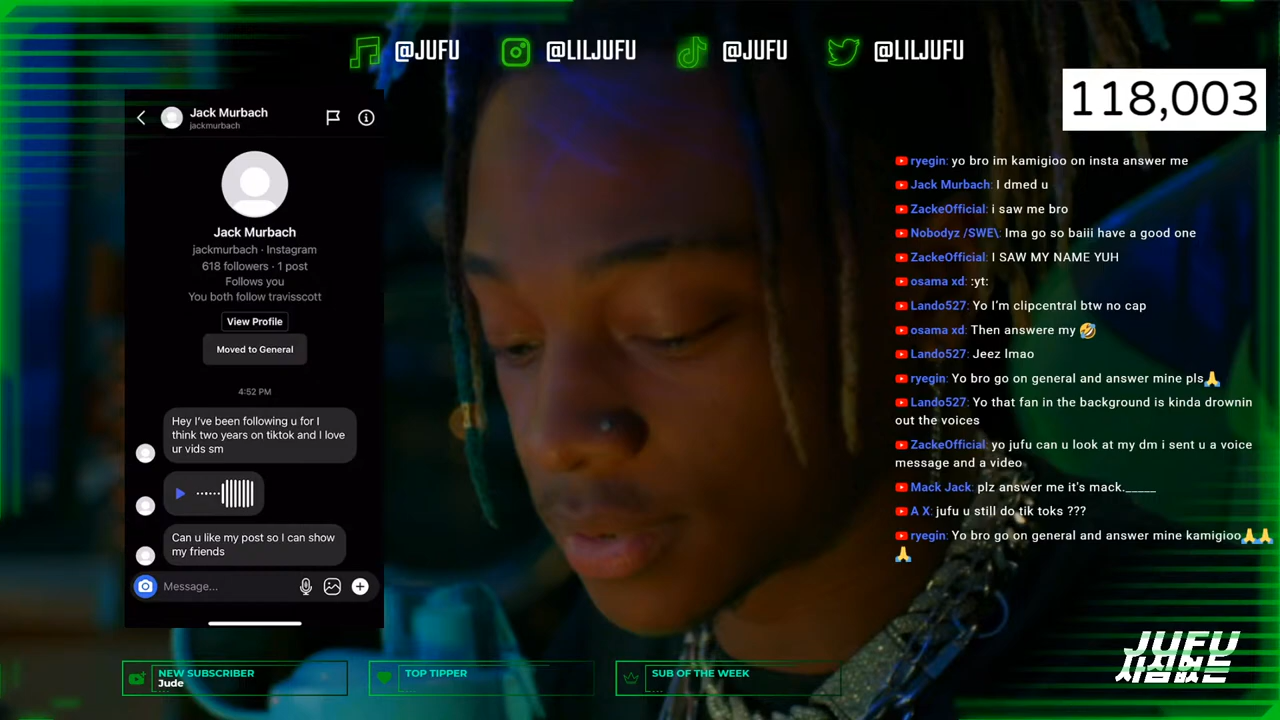 @JUFU @LILJUFU @JUFU @LILJUFU
118,003
Jack Murbach
jackmurbach
Jack Murbach
jackmurbach · Instagram
618 followers · 1 post
Follows you
You both follow travisscott
View Profile
Moved to General
4:52 PM
Hey I've been following u for I
think two years on tiktok and I love
ur vids sm
Can u like my post so I can show
my friends
Message...
ryegin: yo bro im kamigioo on insta answer me
Jack Murbach: I dmed u
ZackeOfficial: i saw me bro
Nobodyz /SWE\: Ima go so baiii have a good one
ZackeOfficial: I SAW MY NAME YUH
osama xd: :yt:
Lando527: Yo I'm clipcentral btw no cap
osama xd: Then answere my 🤣
Lando527: Jeez lmao
ryegin: Yo bro go on general and answer mine pls🙏
Lando527: Yo that fan in the background is kinda drownin
out the voices
ZackeOfficial: yo jufu can u look at my dm i sent u a voice
message and a video
Mack Jack: plz answer me it's mack._____
A X: jufu u still do tik toks ???
ryegin: Yo bro go on general and answer mine kamigioo🙏🙏
🙏
NEW SUBSCRIBER
Jude
TOP TIPPER
....
SUB OF THE WEEK
....
JUFU
자심없는